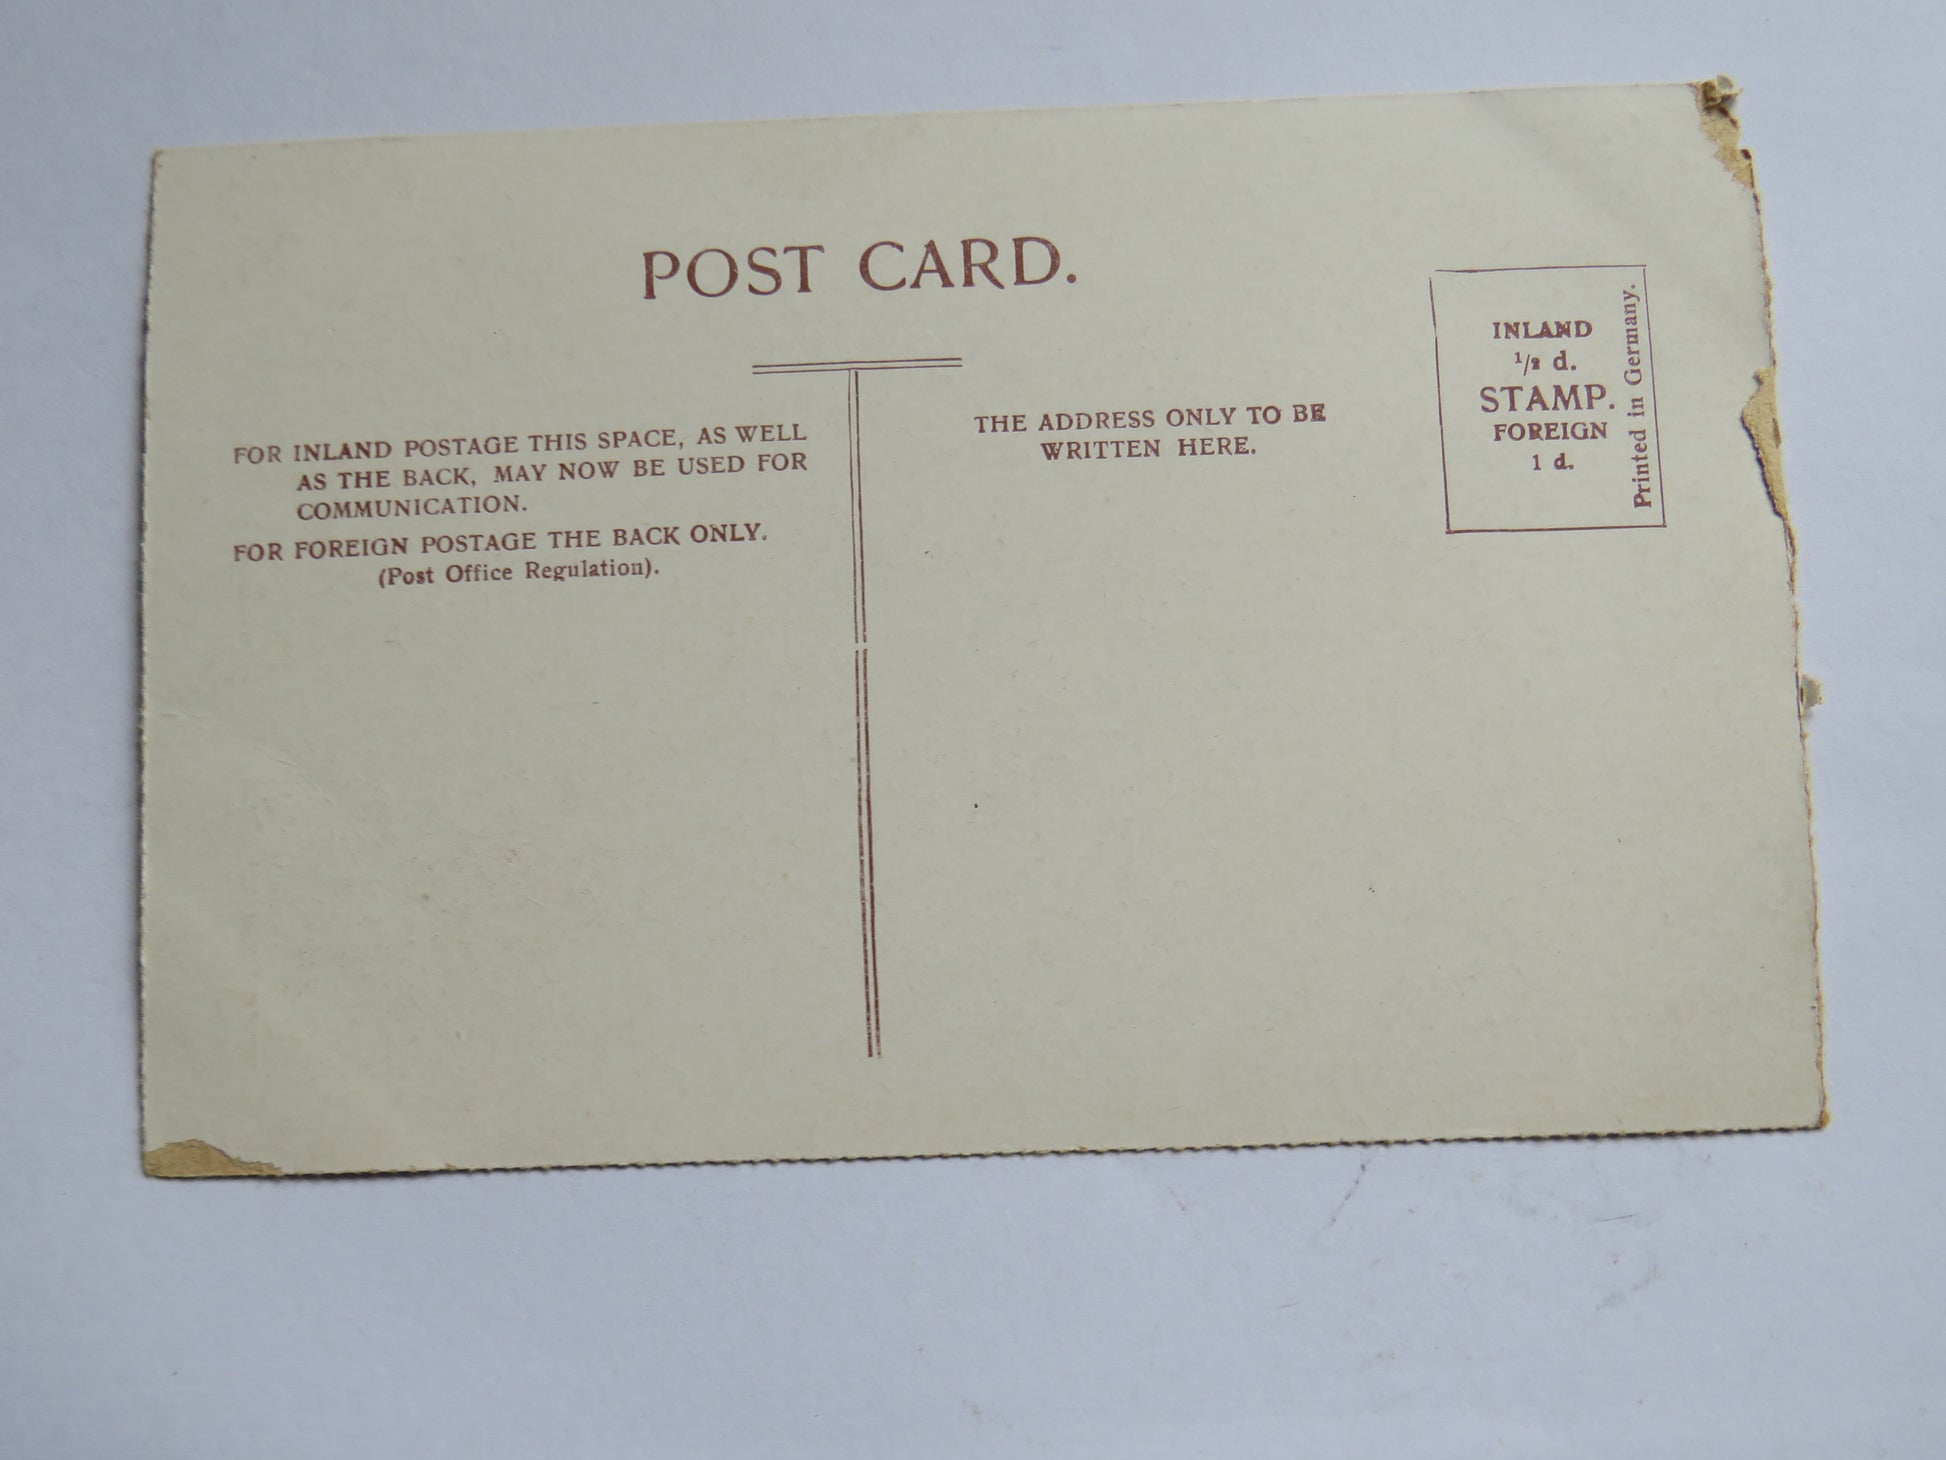 POST CARD.
FOR INLAND POSTAGE THIS SPACE, AS WELL
AS THE BACK, MAY NOW BE USED FOR
COMMUNICATION.
FOR FOREIGN POSTAGE THE BACK ONLY.
(Post Office Regulation).
THE ADDRESS ONLY TO BE
WRITTEN HERE.
INLAND
1/2 d.
STAMP.
FOREIGN
1 d.
Printed in Germany.